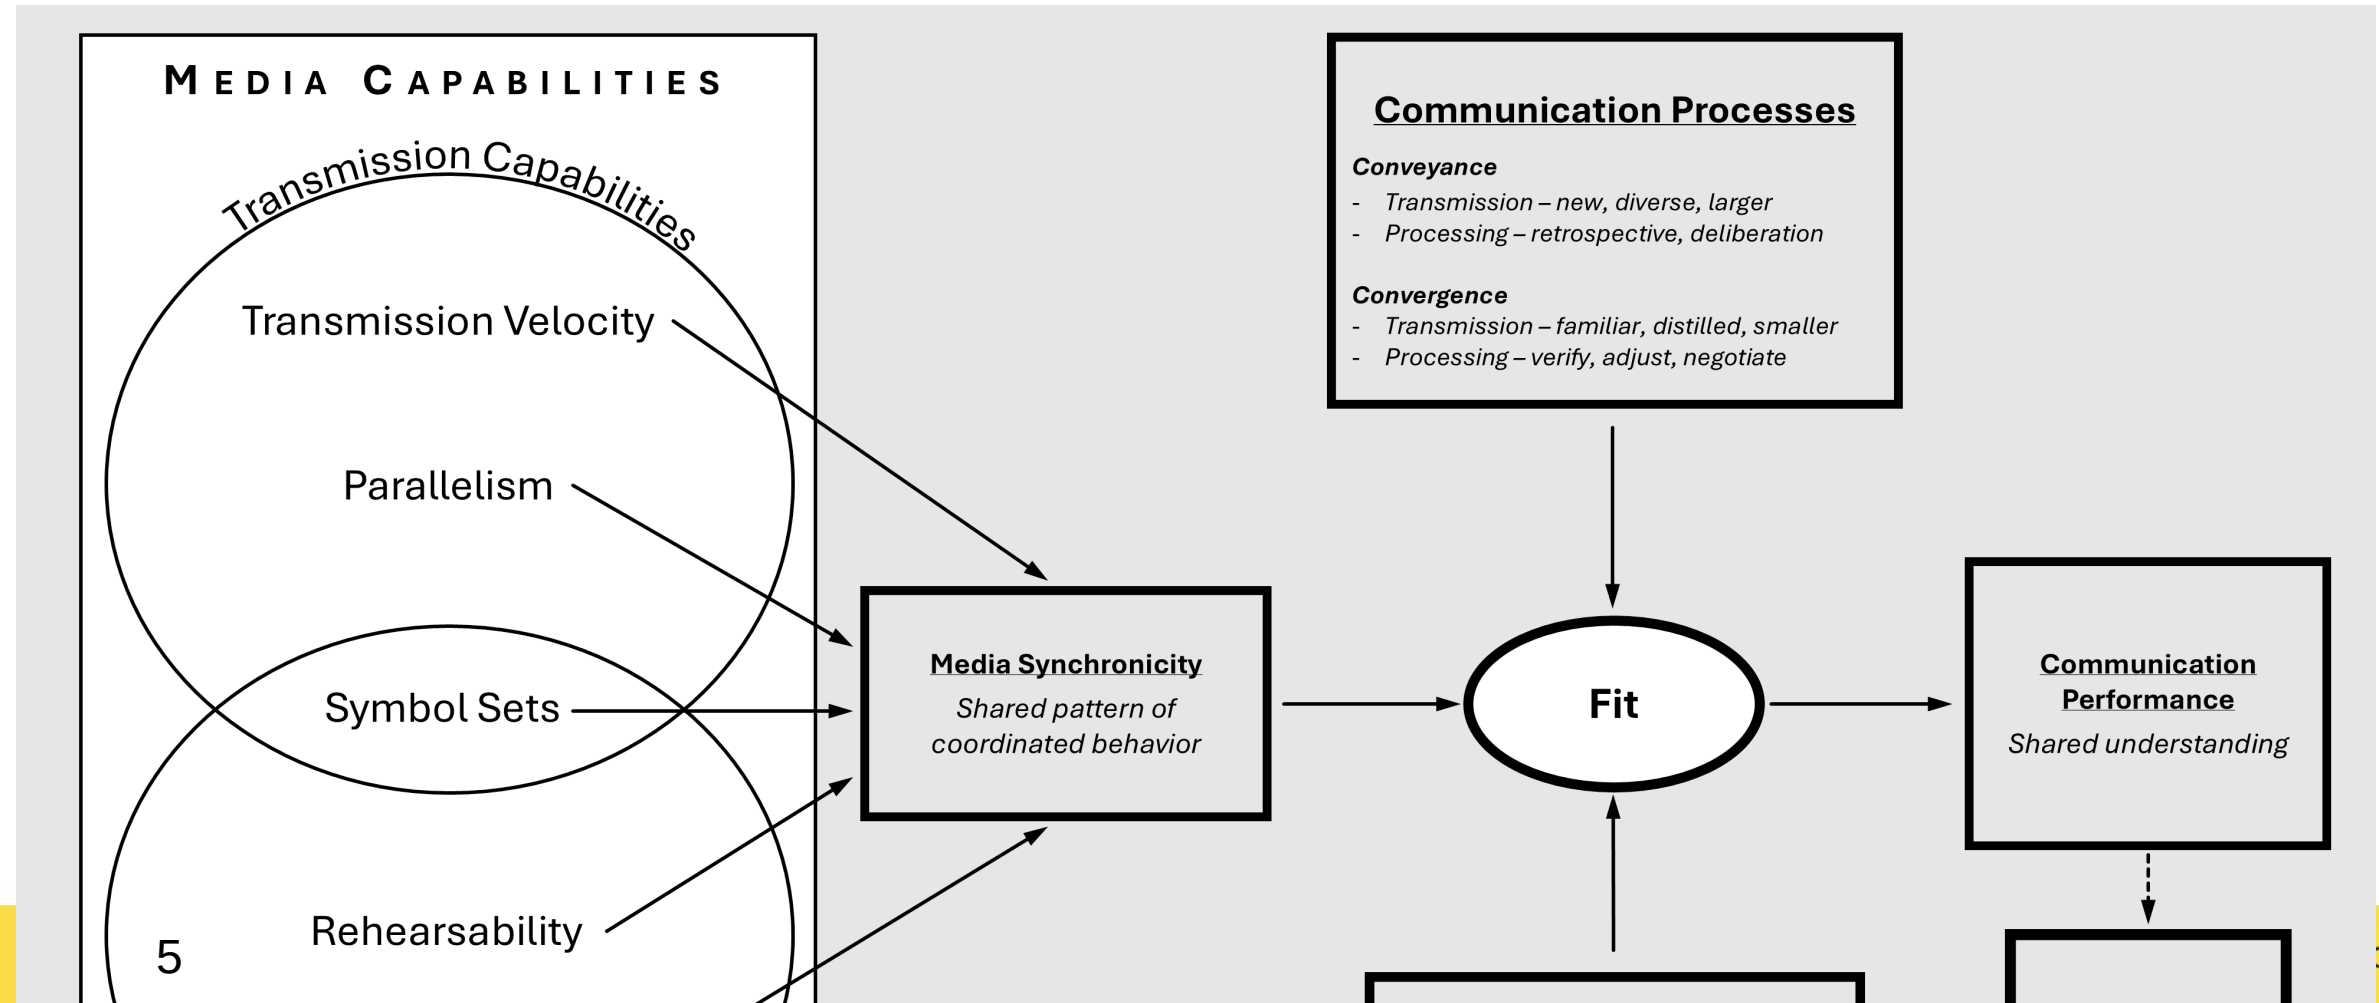 MEDIA CAPABILITIES
Transmission Capabilities
Transmission Velocity
Parallelism
Symbol Sets
Rehearsability
5
Media Synchronicity
Shared pattern of
coordinated behavior
Communication Processes
Conveyance
- Transmission – new, diverse, larger
- Processing – retrospective, deliberation
Convergence
- Transmission – familiar, distilled, smaller
- Processing – verify, adjust, negotiate
Fit
Communication
Performance
Shared understanding